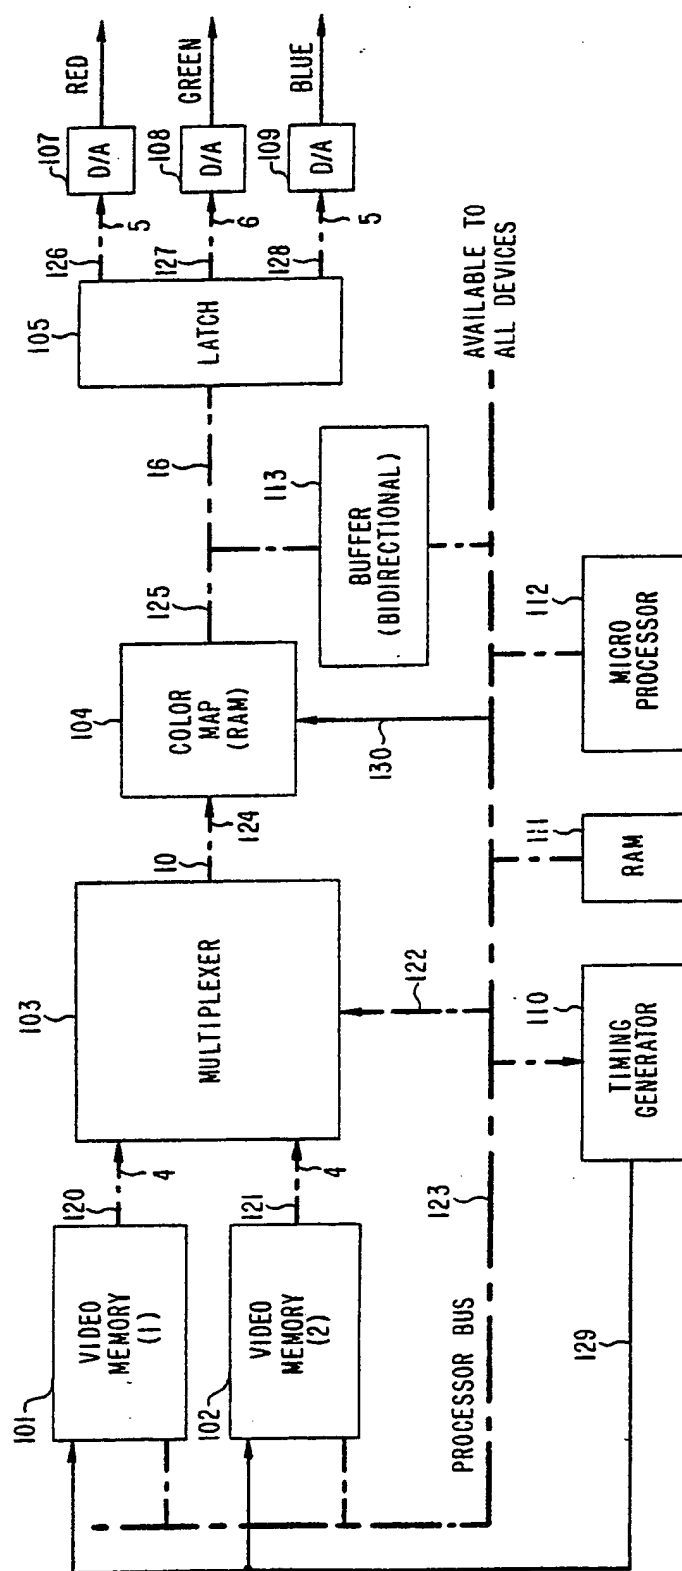 101
VIDEO
MEMORY
(1)
120
4
102
VIDEO
MEMORY
(2)
121
4
103
MULTIPLEXER
10
124
104
COLOR
MAP
(RAM)
125
16
105
LATCH
126
5
127
6
128
5
107
D/A
RED
108
D/A
GREEN
109
D/A
BLUE
113
BUFFER
(BIDIRECTIONAL)
130
122
PROCESSOR BUS
123
AVAILABLE TO
ALL DEVICES
110
TIMING
GENERATOR
111
RAM
112
MICRO
PROCESSOR
129